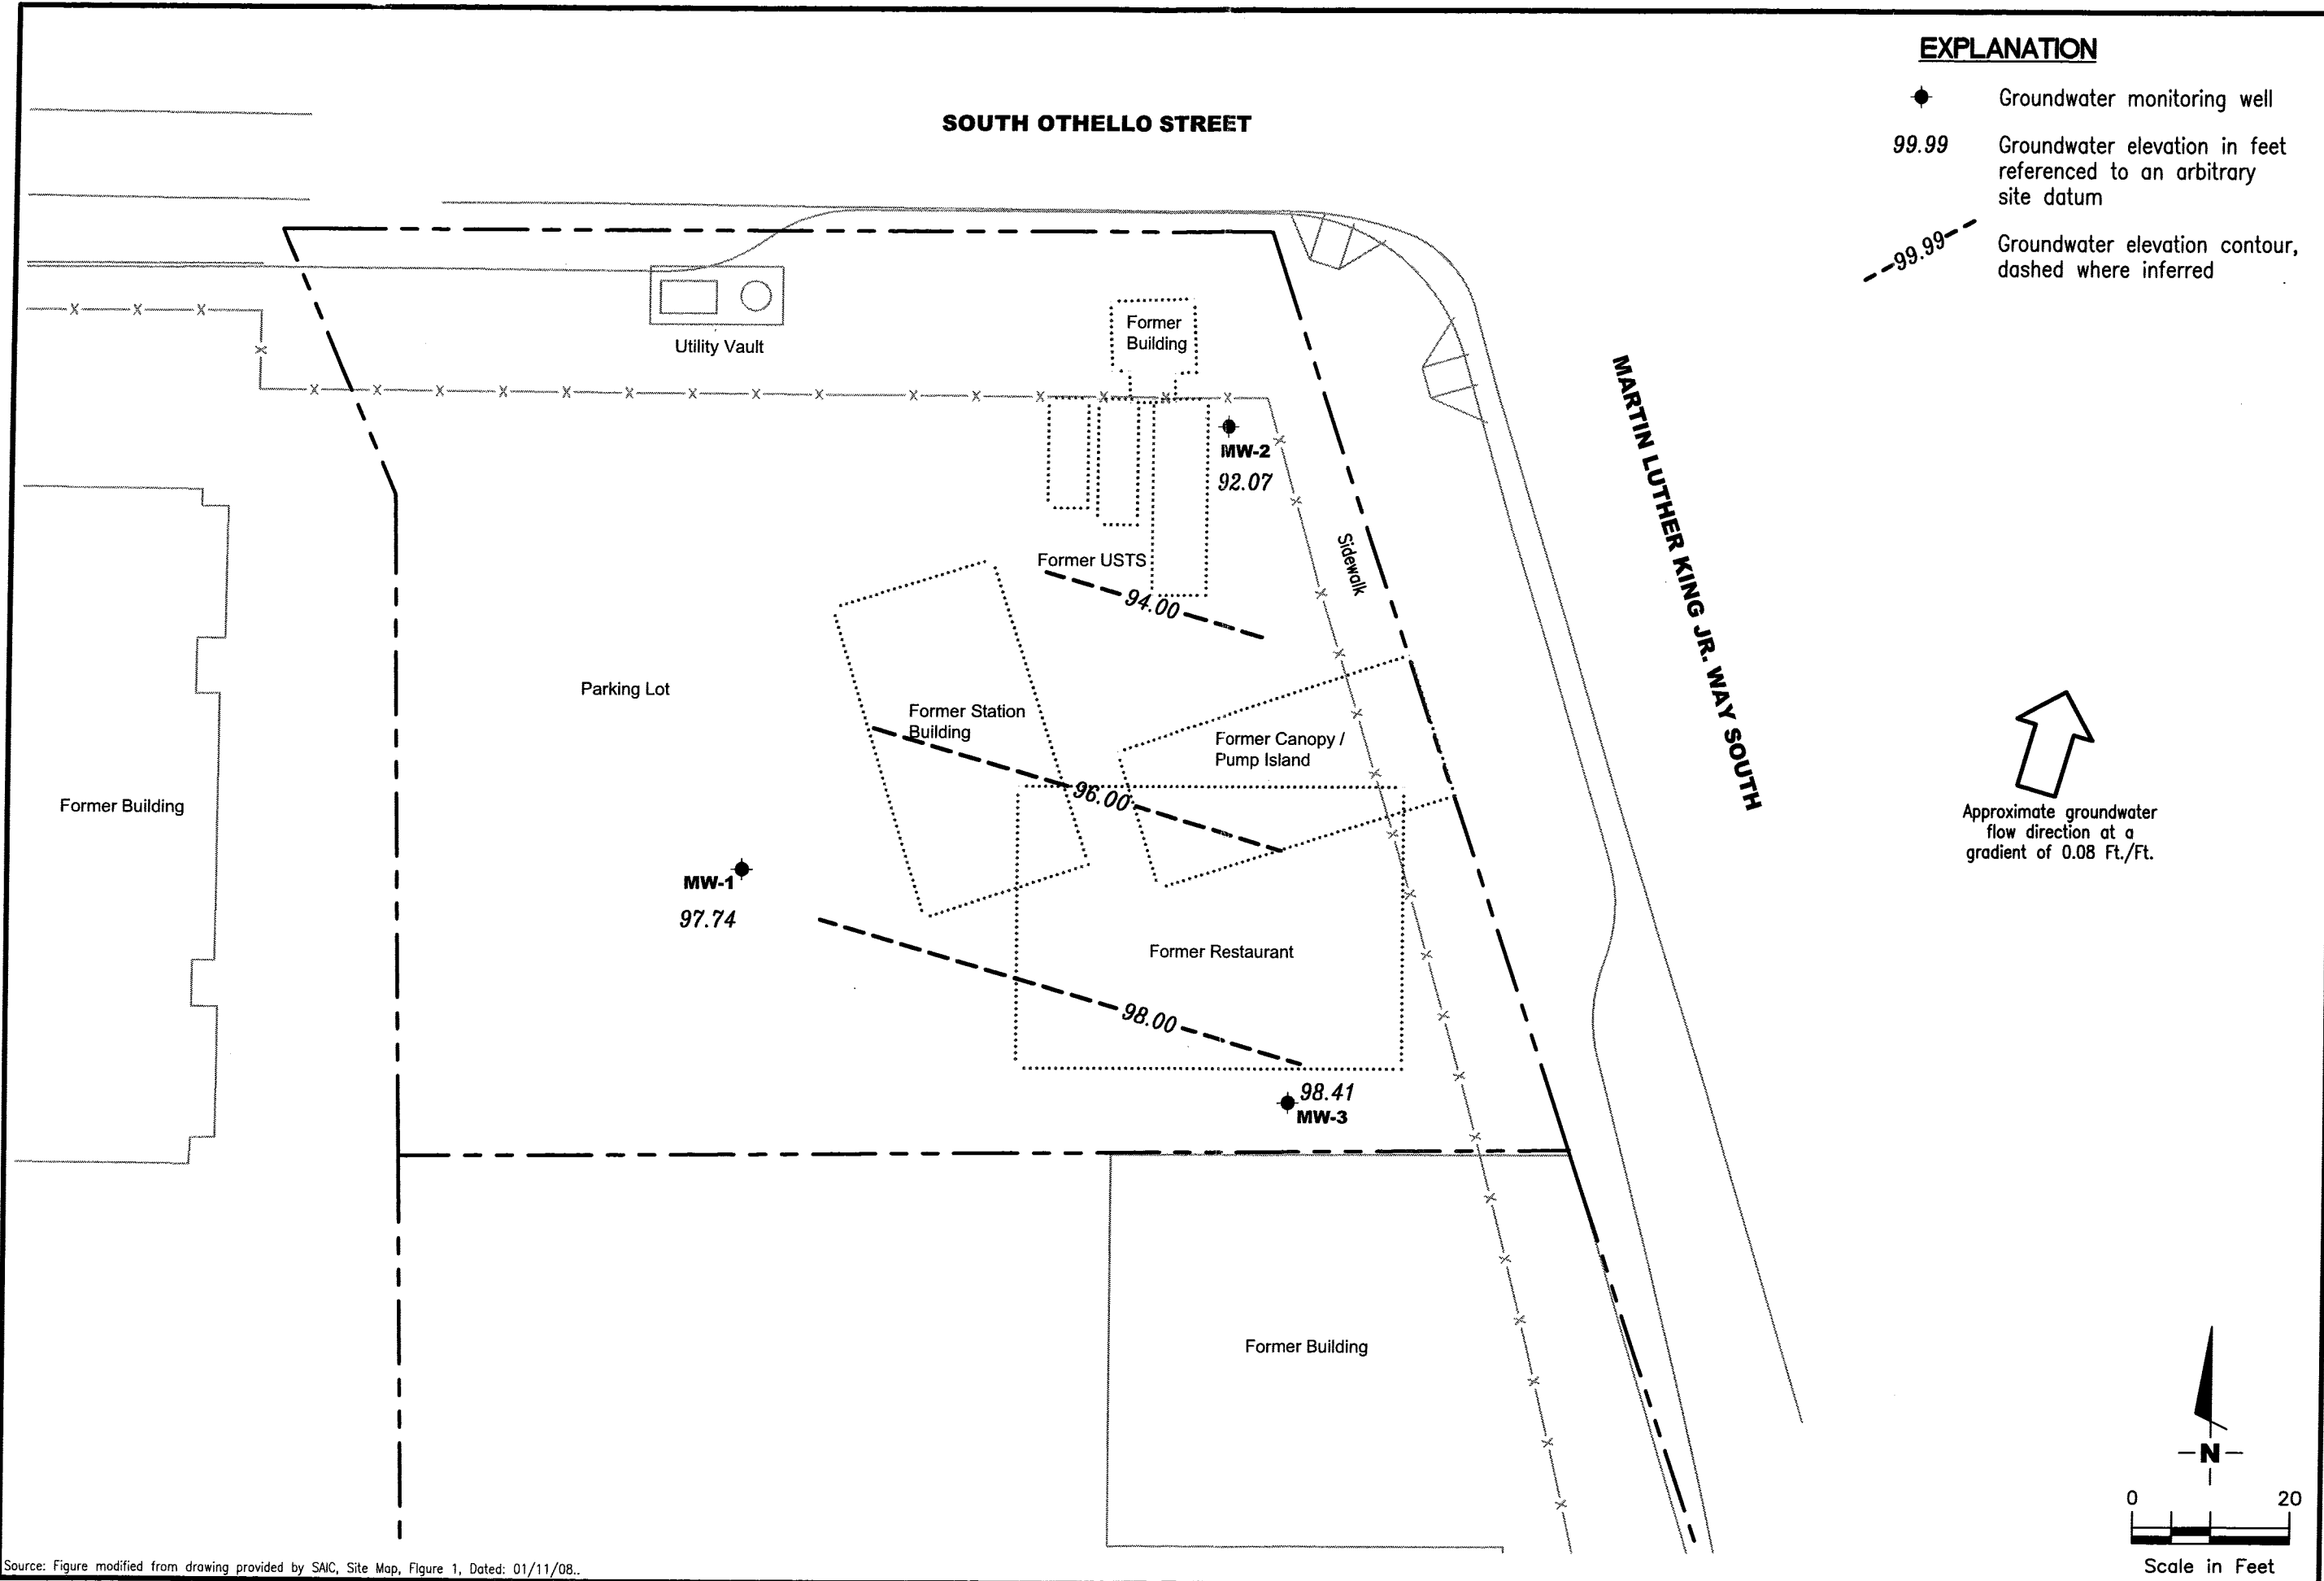 EXPLANATION
Groundwater monitoring well
99.99
Groundwater elevation in feet
referenced to an arbitrary
site datum
99.99
Groundwater elevation contour,
dashed where inferred
SOUTH OTHELLO STREET
Utility Vault
Former
Building
MW-2
92.07
MARTIN LUTHER KING JR. WAY SOUTH
Sidewalk
Former USTS
94.00
Parking Lot
Former Station
Building
Former Canopy /
Pump Island
96.00
Former Building
Approximate groundwater
flow direction at a
gradient of 0.08 Ft./Ft.
MW-1
97.74
Former Restaurant
98.00
98.41
MW-3
Former Building
N
0 20
Scale in Feet
Source: Figure modified from drawing provided by SAIC, Site Map, FIgure 1, Dated: 01/11/08..